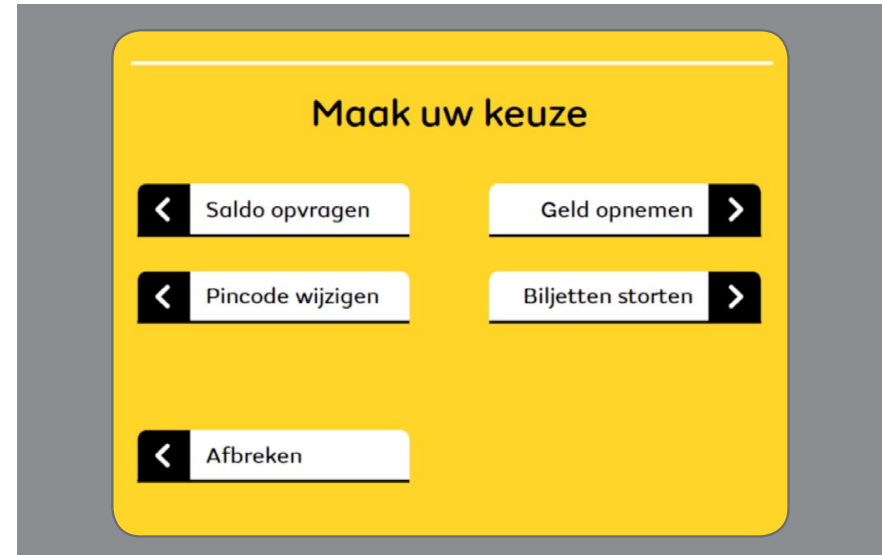 Maak uw keuze
Saldo opvragen
Geld opnemen
Pincode wijzigen
Biljetten storten
Afbreken